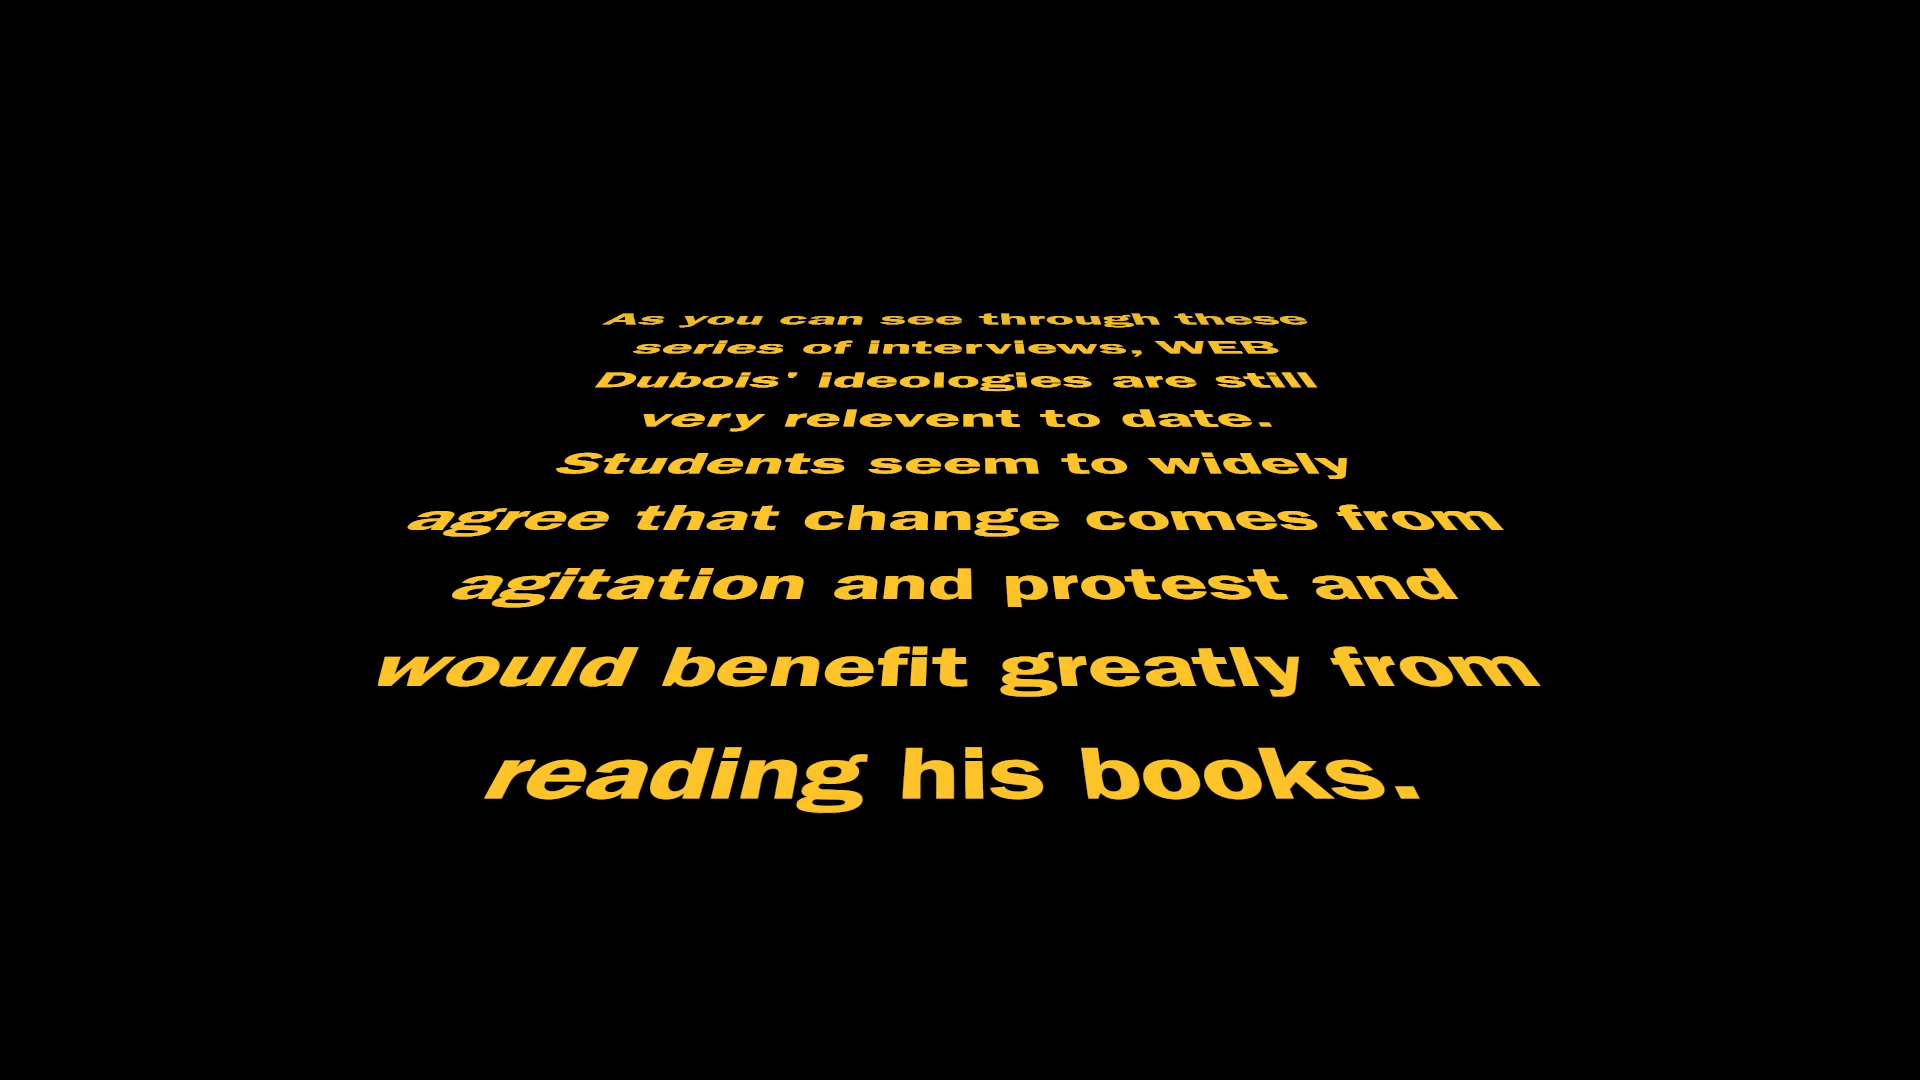 As you can see through these
series of interviews, WEB
Dubois' ideologies are still
very relevent to date.
Students seem to widely
agree that change comes from
agitation and protest and
would benefit greatly from
reading his books.